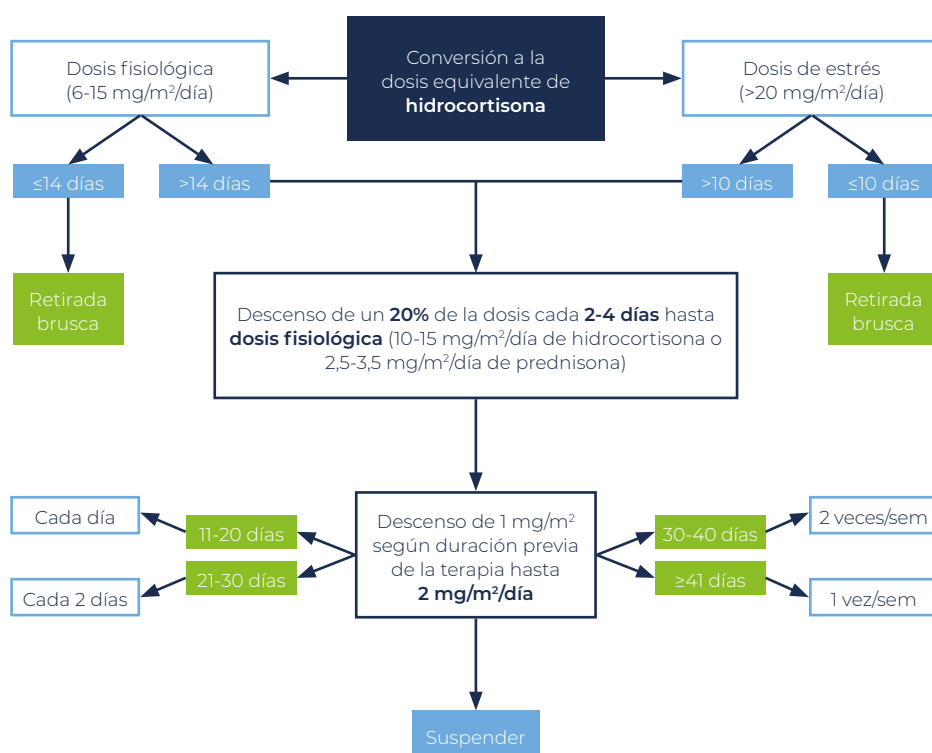 Conversión a la
dosis equivalente de
hidrocortisona
Dosis fisiológica
(6-15 mg/m²/día)
Dosis de estrés
(>20 mg/m²/día)
≤14 días
>14 días
>10 días
≤10 días
Retirada
brusca
Retirada
brusca
Descenso de un 20% de la dosis cada 2-4 días hasta
dosis fisiológica (10-15 mg/m²/día de hidrocortisona o
2,5-3,5 mg/m²/día de prednisona)
Cada día
11-20 días
Cada 2 días
21-30 días
Descenso de 1 mg/m²
según duración previa
de la terapia hasta
2 mg/m²/día
30-40 días
2 veces/sem
≥41 días
1 vez/sem
Suspender